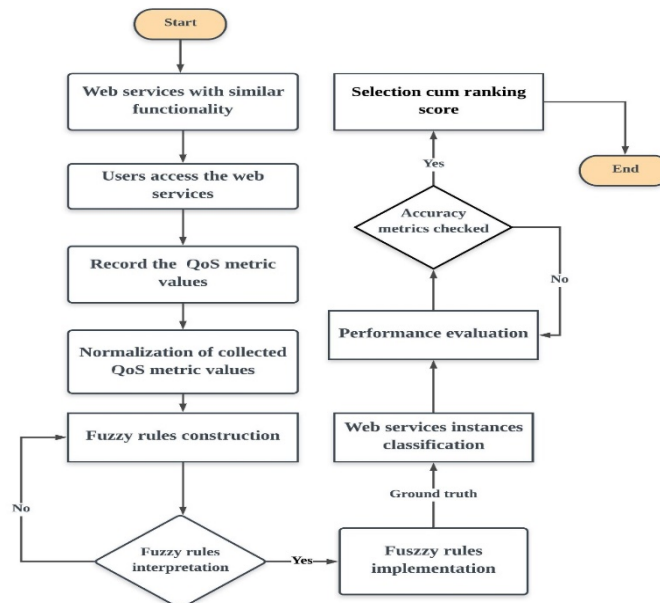 Start
Web services with similar
functionality
Users access the web
services
Record the QoS metric
values
Normalization of collected
QoS metric values
Fuzzy rules construction
No
Fuzzy rules
interpretation
Yes
Fuszzy rules
implementation
Ground truth
Web services instances
classification
Performance evaluation
No
Accuracy
metrics checked
Yes
Selection cum ranking
score
End